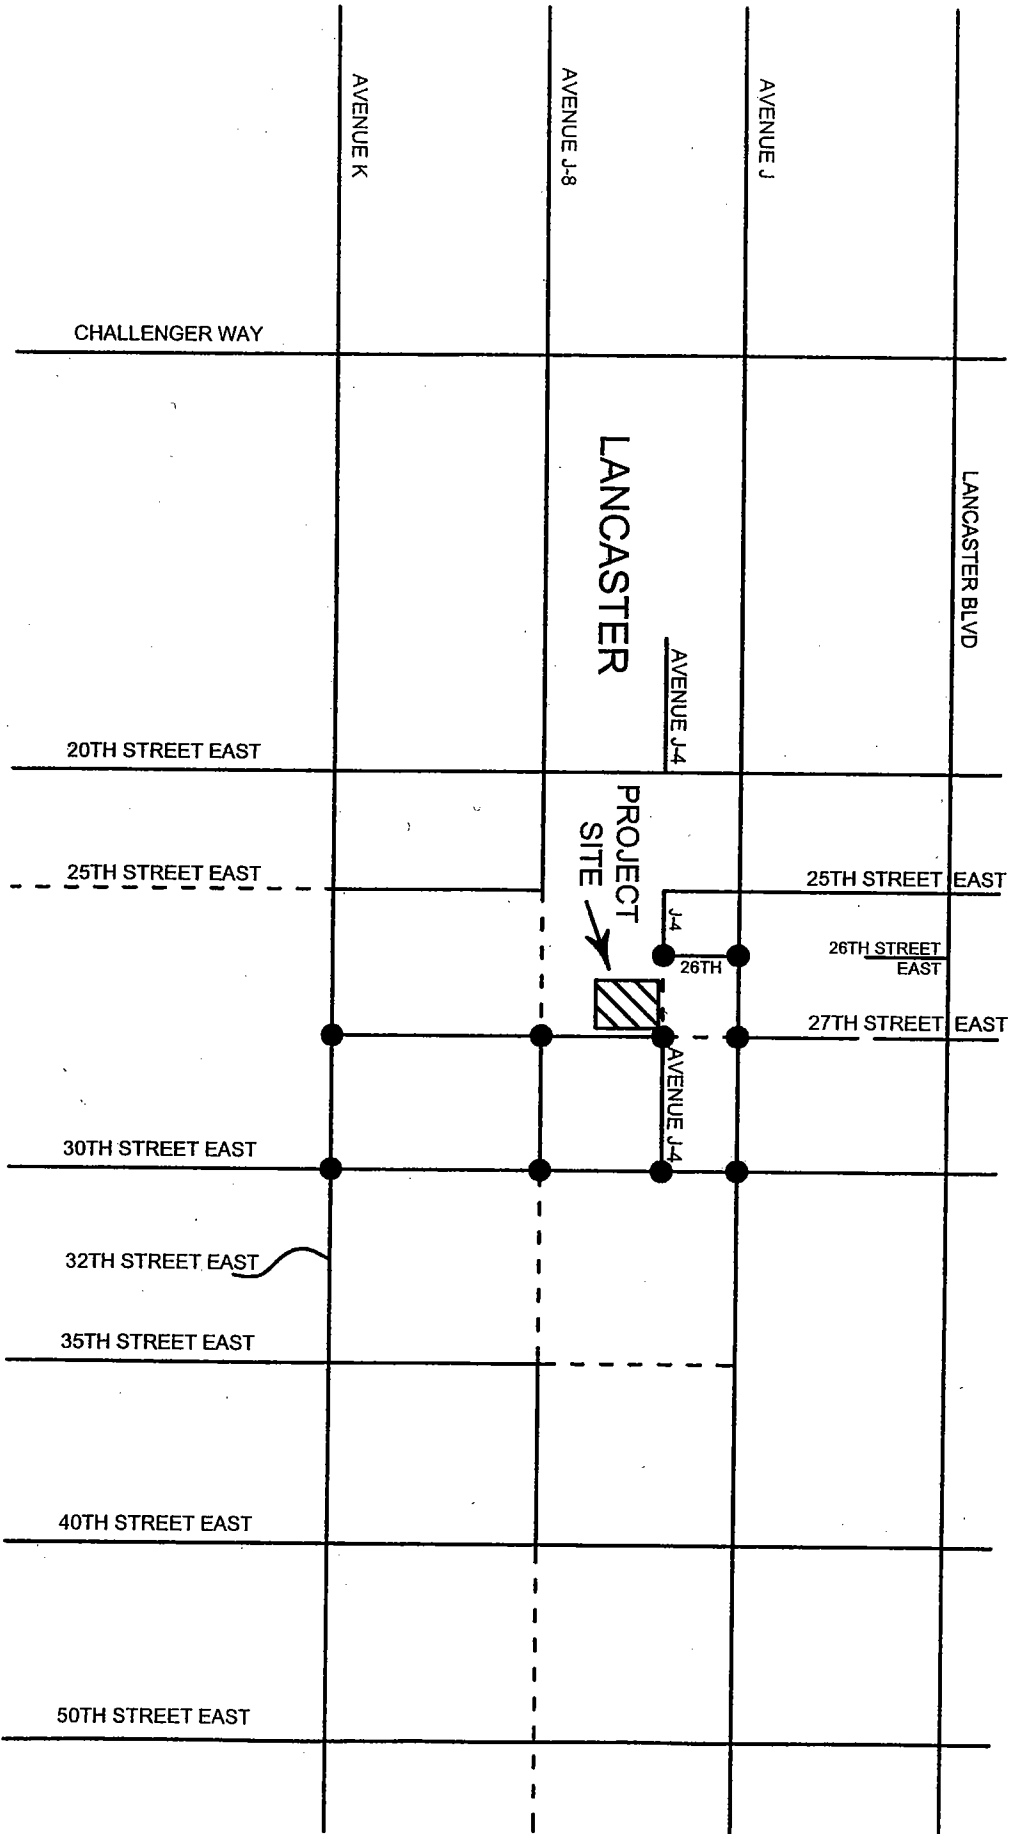 AVENUE K
AVENUE J-8
AVENUE J
LANCASTER BLVD
CHALLENGER WAY
LANCASTER
AVENUE J-4
20TH STREET EAST
PROJECT
SITE
25TH STREET EAST
25TH STREET EAST
J-4
26TH
26TH STREET
EAST
27TH STREET EAST
AVENUE J-4
30TH STREET EAST
32TH STREET EAST
35TH STREET EAST
40TH STREET EAST
50TH STREET EAST